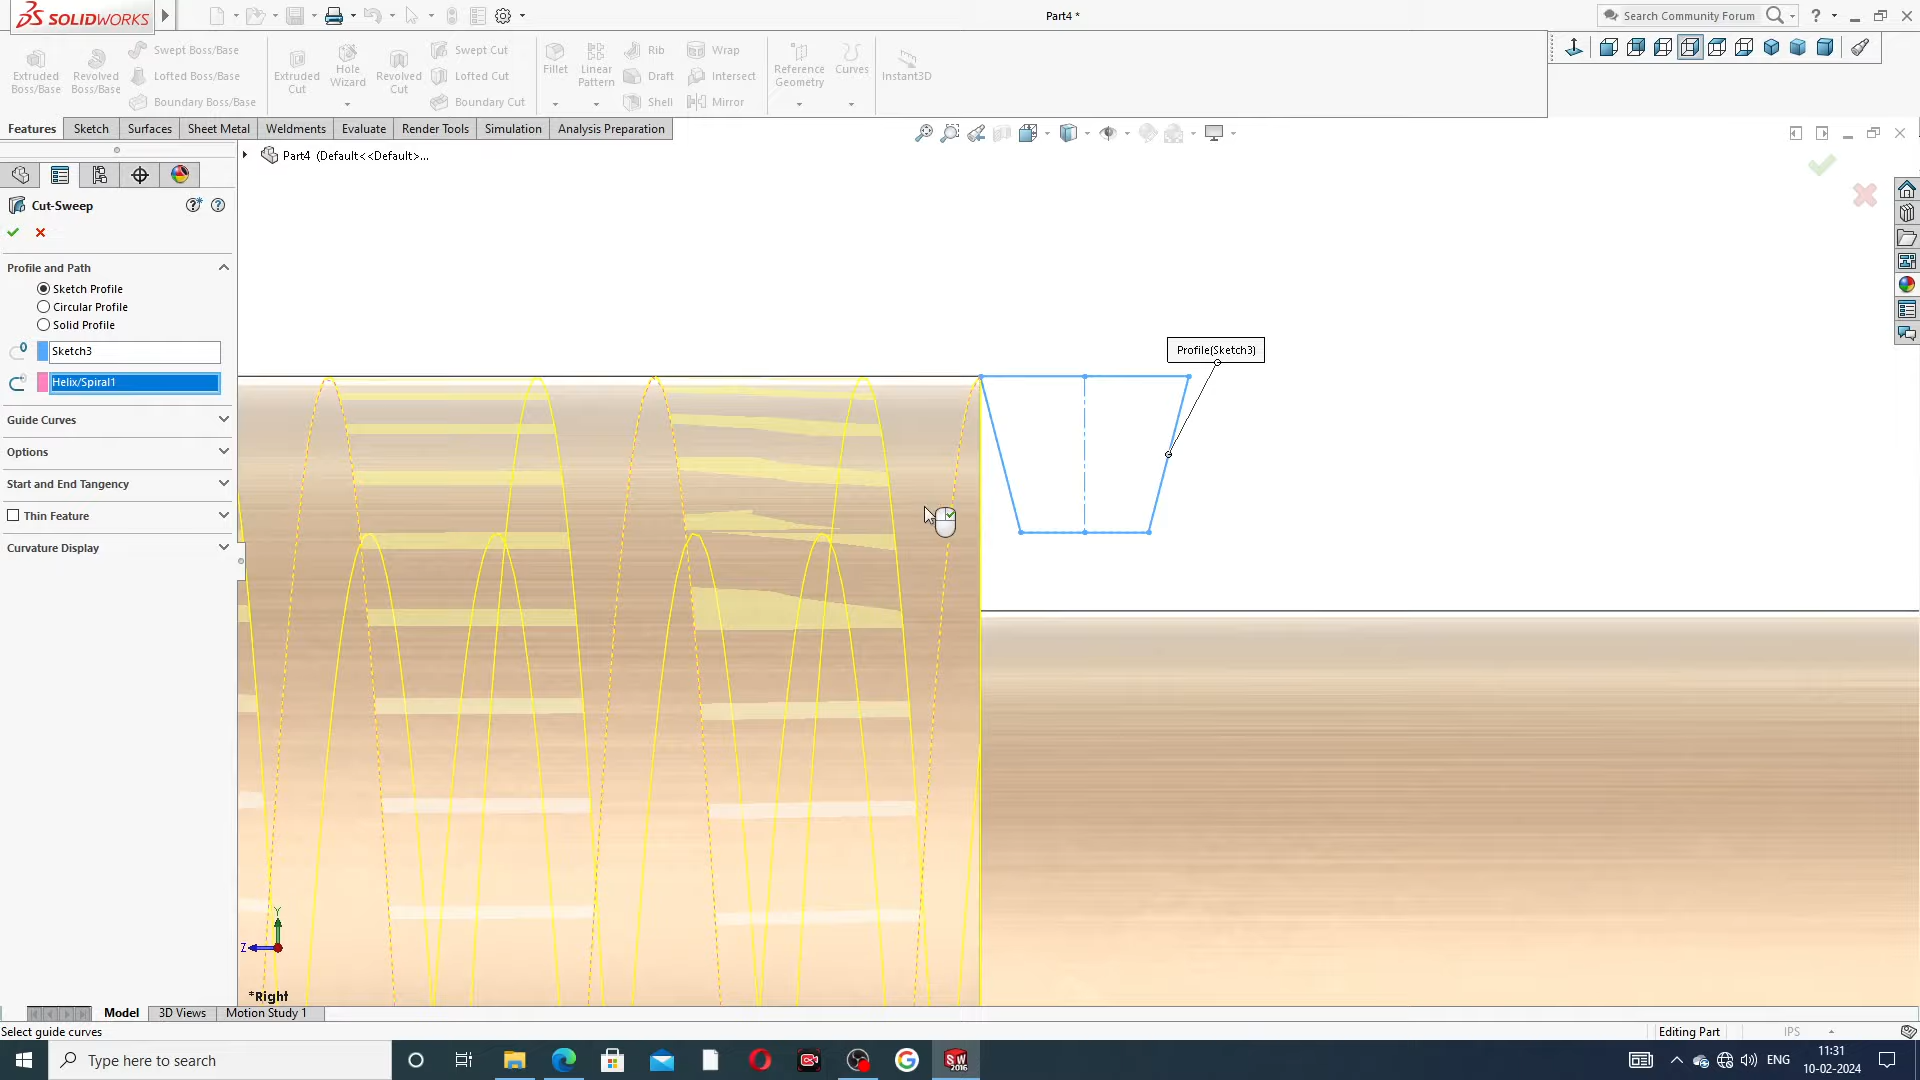 SOLIDWORKS
Part4 *
Search Community Forum
?
Extruded Boss/Base
Revolved Boss/Base
Swept Boss/Base
Lofted Boss/Base
Boundary Boss/Base
Extruded Cut
Hole Wizard
Revolved Cut
Swept Cut
Lofted Cut
Boundary Cut
Fillet
Linear Pattern
Rib
Draft
Shell
Wrap
Intersect
Mirror
Reference Geometry
Curves
Instant3D
Features
Sketch
Surfaces
Sheet Metal
Weldments
Evaluate
Render Tools
Simulation
Analysis Preparation
Part4 (Default<<Default>...
Cut-Sweep
Profile and Path
Sketch Profile
Circular Profile
Solid Profile
Sketch3
Helix/Spiral1
Guide Curves
Options
Start and End Tangency
Thin Feature
Curvature Display
Profile(Sketch3)
Y
Z
*Right
Model
3D Views
Motion Study 1
Select guide curves
Editing Part
IPS
Type here to search
ENG
11:31
10-02-2024